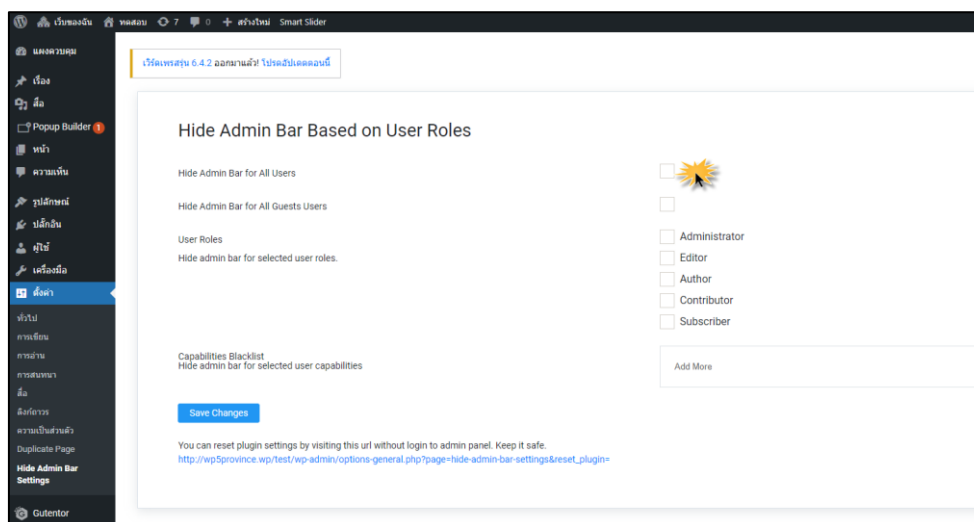 เว็บของฉัน ทดสอบ 7 0 + สร้างใหม่ Smart Slider
แผงควบคุม
เรื่อง
สื่อ
Popup Builder 1
หน้า
ความเห็น
รูปลักษณ์
ปลั๊กอิน
ผู้ใช้
เครื่องมือ
ตั้งค่า
ทั่วไป
การเขียน
การอ่าน
การสนทนา
สื่อ
ลิงก์ถาวร
ความเป็นส่วนตัว
Duplicate Page
Hide Admin Bar
Settings
Gutentor
เวิร์ดเพรสรุ่น 6.4.2 ออกมาแล้ว! โปรดอัปเดตตอนนี้
Hide Admin Bar Based on User Roles
Hide Admin Bar for All Users
Hide Admin Bar for All Guests Users
User Roles
Hide admin bar for selected user roles.
Administrator
Editor
Author
Contributor
Subscriber
Capabilities Blacklist
Hide admin bar for selected user capabilities
Add More
Save Changes
You can reset plugin settings by visiting this url without login to admin panel. Keep it safe.
http://wp5province.wp/test/wp-admin/options-general.php?page=hide-admin-bar-settings&reset_plugin=